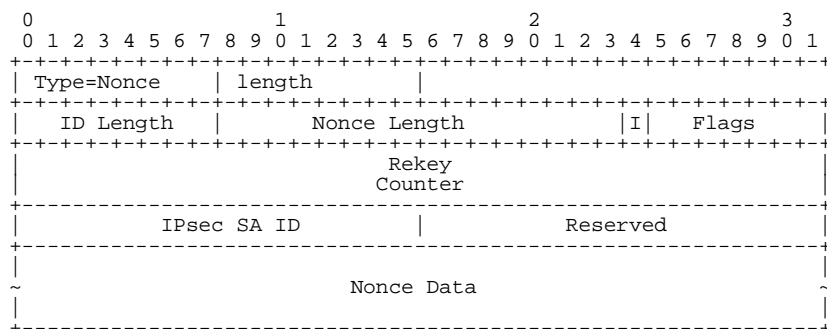 0                   1                   2                   3
0 1 2 3 4 5 6 7 8 9 0 1 2 3 4 5 6 7 8 9 0 1 2 3 4 5 6 7 8 9 0 1
+-+-+-+-+-+-+-+-+-+-+-+-+-+-+-+-+-+-+-+-+-+-+-+-+-+-+-+-+-+-+-+-+
| Type=Nonce    | length        |
+-+-+-+-+-+-+-+-+-+-+-+-+-+-+-+-+-+-+-+-+-+-+-+-+-+-+-+-+-+-+-+-+
|   ID Length   |       Nonce Length            |I|   Flags     |
+-+-+-+-+-+-+-+-+-+-+-+-+-+-+-+-+-+-+-+-+-+-+-+-+-+-+-+-+-+-+-+-+
|                             Rekey                             |
|                            Counter                            |
+---------------------------------------------------------------+
|           IPsec SA ID         |           Reserved            |
+---------------------------------------------------------------+
|                                                               |
~                          Nonce Data                           ~
|                                                               |
+---------------------------------------------------------------+